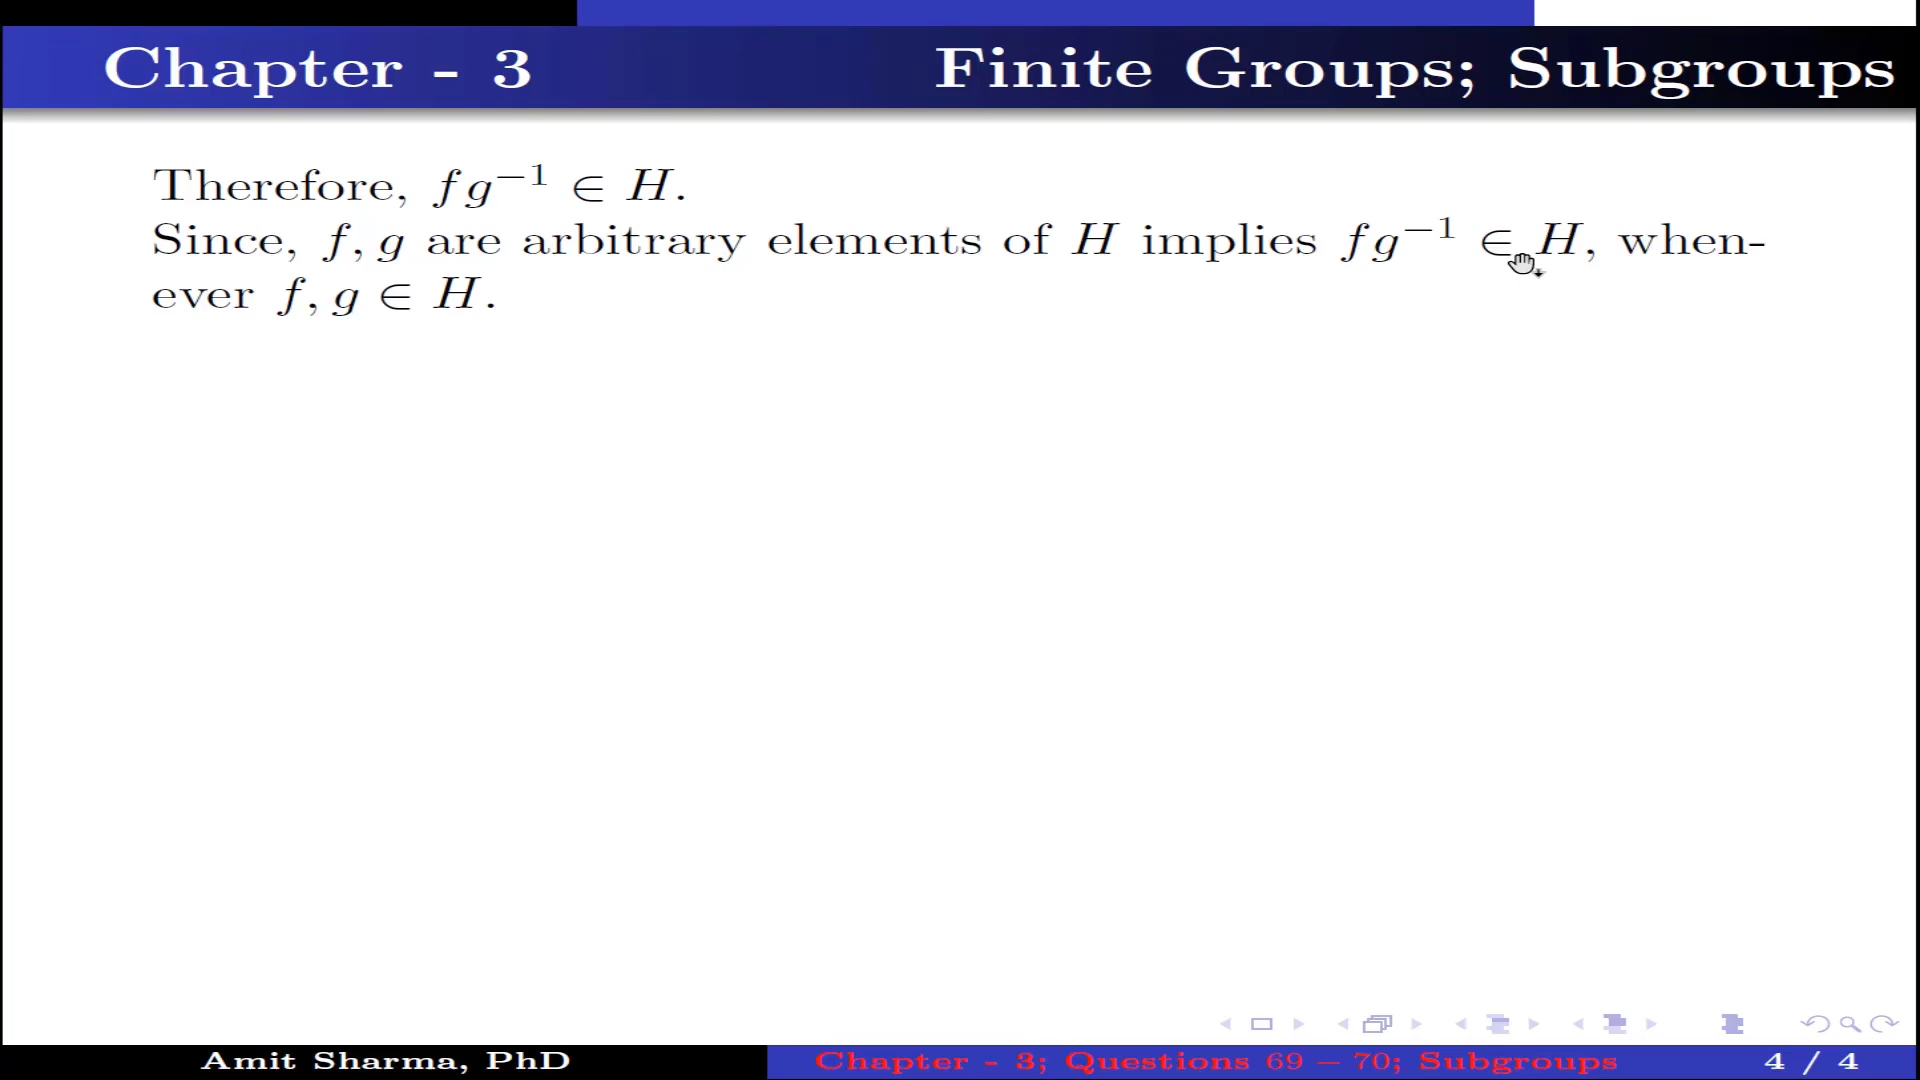 Chapter - 3 Finite Groups; Subgroups
Therefore, fg⁻¹ ∈ H.
Since, f, g are arbitrary elements of H implies fg⁻¹ ∈ H, when-
ever f, g ∈ H.
Amit Sharma, PhD Chapter - 3; Questions 69 – 70; Subgroups 4 / 4